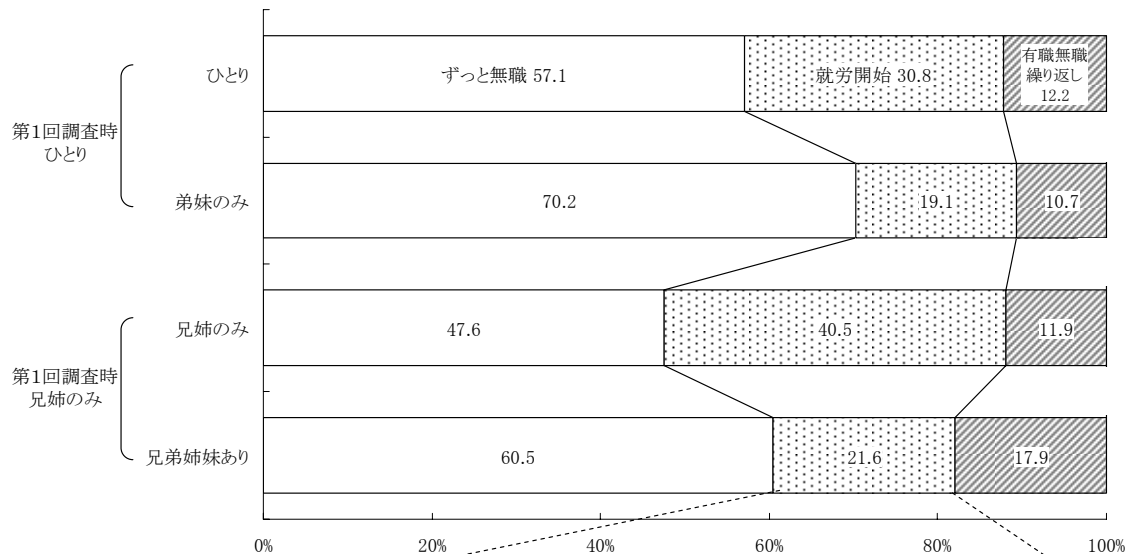 ひとり
ずっと無職 57.1
就労開始 30.8
有職無職
繰り返し
12.2
第1回調査時
ひとり
弟妹のみ
70.2
19.1
10.7
兄姉のみ
47.6
40.5
11.9
第1回調査時
兄姉のみ
兄弟姉妹あり
60.5
21.6
17.9
0%
20%
40%
60%
80%
100%